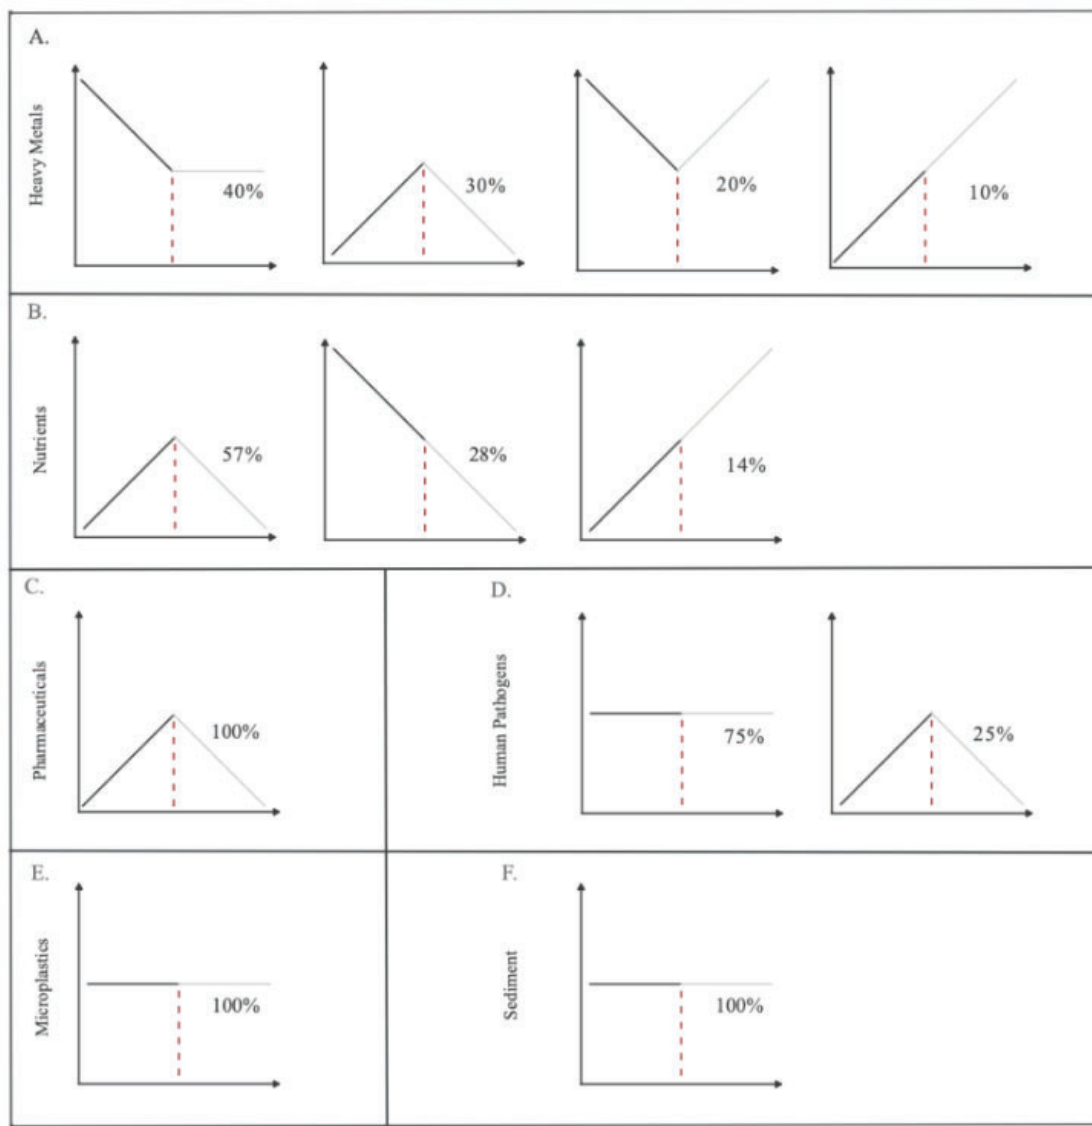 A.
Heavy Metals
40%
30%
20%
10%
B.
Nutrients
57%
28%
14%
C.
Pharmaceuticals
100%
D.
Human Pathogens
75%
25%
E.
Microplastics
100%
F.
Sediment
100%